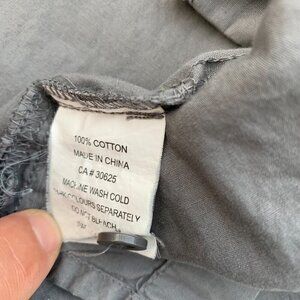 100% COTTON
MADE IN CHINA
CA # 30625
MACHINE WASH COLD
COLOURS SEPARATELY
DO NOT BLEACH